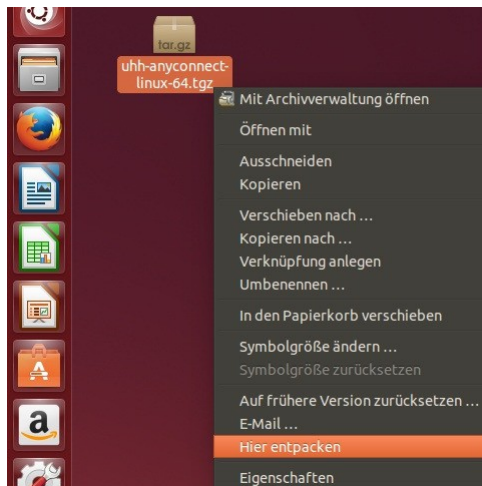 tar.gz
uhh-anyconnect-
linux-64.tgz
Mit Archivverwaltung öffnen
Öffnen mit
Ausschneiden
Kopieren
Verschieben nach ...
Kopieren nach ...
Verknüpfung anlegen
Umbenennen ...
In den Papierkorb verschieben
Symbolgröße ändern ...
Symbolgröße zurücksetzen
Auf frühere Version zurücksetzen ...
E-Mail ...
Hier entpacken
Eigenschaften
a